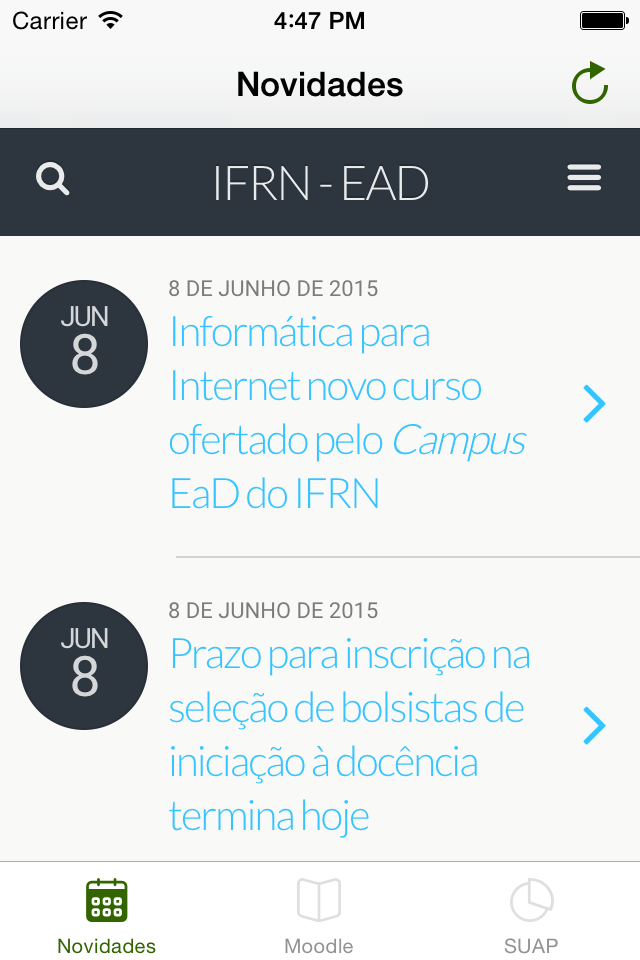 Carrier 4:47 PM
Novidades
IFRN - EAD
JUN
8
8 DE JUNHO DE 2015
Informática para
Internet novo curso
ofertado pelo Campus
EaD do IFRN
JUN
8
8 DE JUNHO DE 2015
Prazo para inscrição na
seleção de bolsistas de
iniciação à docência
termina hoje
Novidades Moodle SUAP